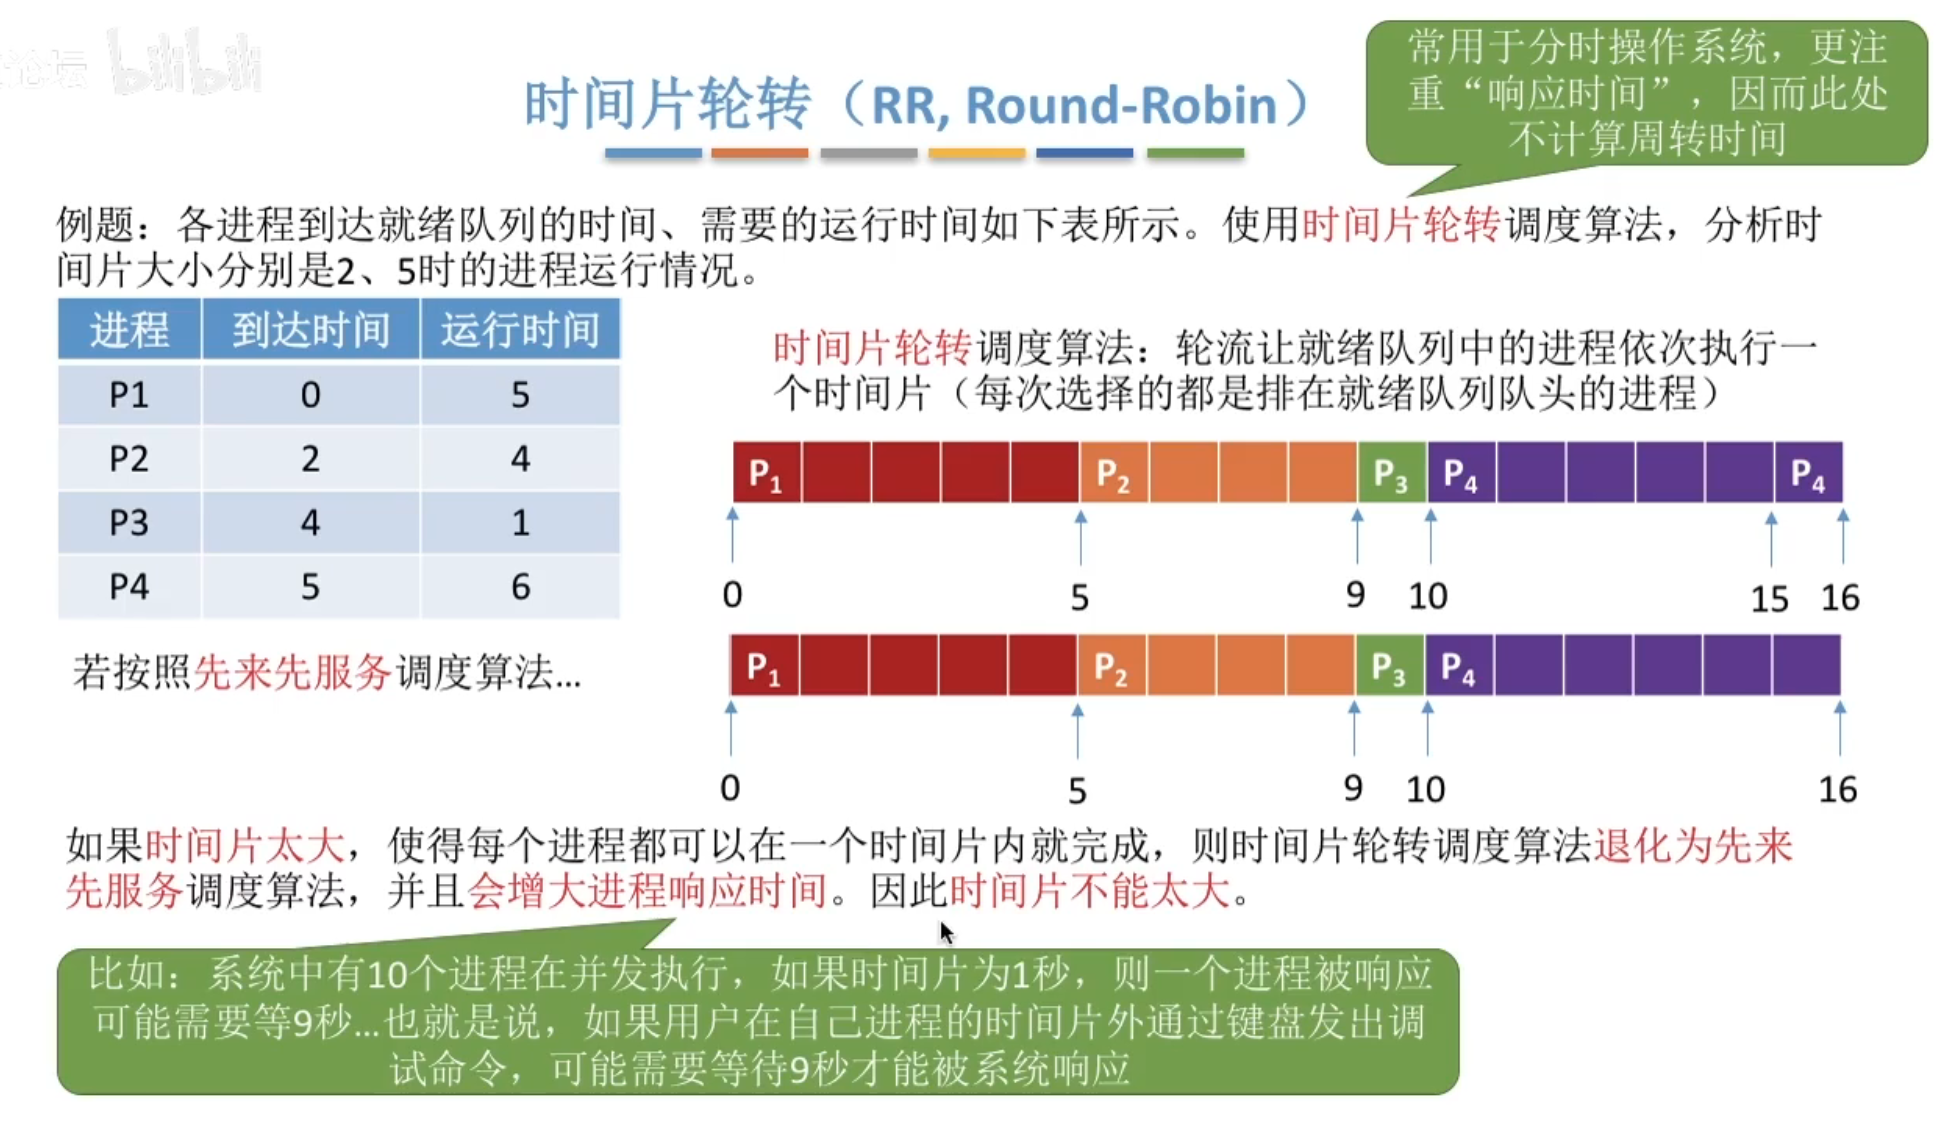 论坛 bilibili
常用于分时操作系统，更注
重“响应时间”，因而此处
不计算周转时间
时间片轮转（RR, Round-Robin）
例题：各进程到达就绪队列的时间、需要的运行时间如下表所示。使用时间片轮转调度算法，分析时
间片大小分别是2、5时的进程运行情况。
进程 到达时间 运行时间
P1 0 5
P2 2 4
P3 4 1
P4 5 6
时间片轮转调度算法：轮流让就绪队列中的进程依次执行一
个时间片（每次选择的都是排在就绪队列队头的进程）
P1 P2 P3 P4 P4
0 5 9 10 15 16
若按照先来先服务调度算法...
P1 P2 P3 P4
0 5 9 10 16
如果时间片太大，使得每个进程都可以在一个时间片内就完成，则时间片轮转调度算法退化为先来
先服务调度算法，并且会增大进程响应时间。因此时间片不能太大。
比如：系统中有10个进程在并发执行，如果时间片为1秒，则一个进程被响应
可能需要等9秒...也就是说，如果用户在自己进程的时间片外通过键盘发出调
试命令，可能需要等待9秒才能被系统响应